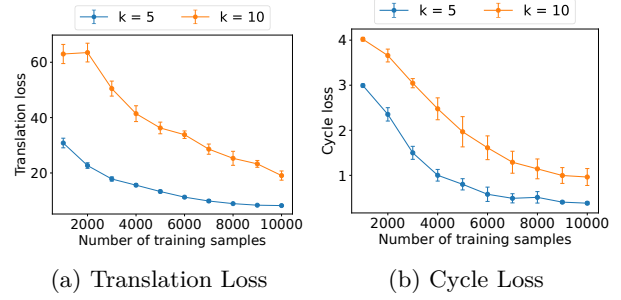 k = 5 k = 10
60
40
20
Translation loss
2000 4000 6000 8000 10000
Number of training samples
(a) Translation Loss
k = 5 k = 10
4
3
2
1
Cycle loss
2000 4000 6000 8000 10000
Number of training samples
(b) Cycle Loss